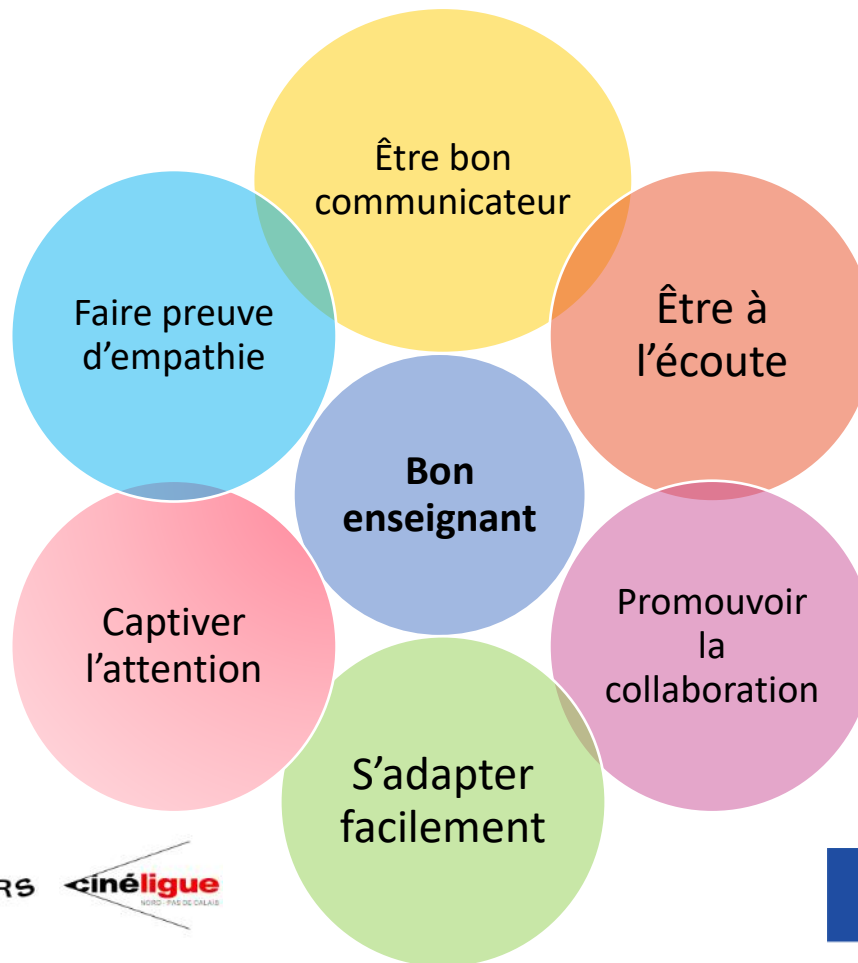 Être bon
communicateur
Faire preuve
d'empathie
Être à
l'écoute
Bon
enseignant
Captiver
l'attention
Promouvoir
la
collaboration
S'adapter
facilement
RS
cinéligue
NORD - PAS DE CALAIS